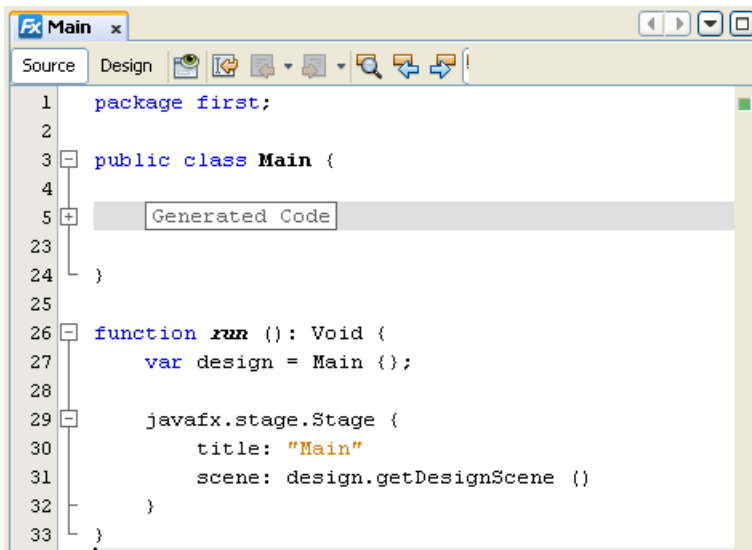 Fx Main x
Source Design
1 package first;
2
3 public class Main {
4
5 Generated Code
23
24 }
25
26 function run (): Void {
27     var design = Main {};
28
29     javafx.stage.Stage {
30         title: "Main"
31         scene: design.getDesignScene ()
32     }
33 }